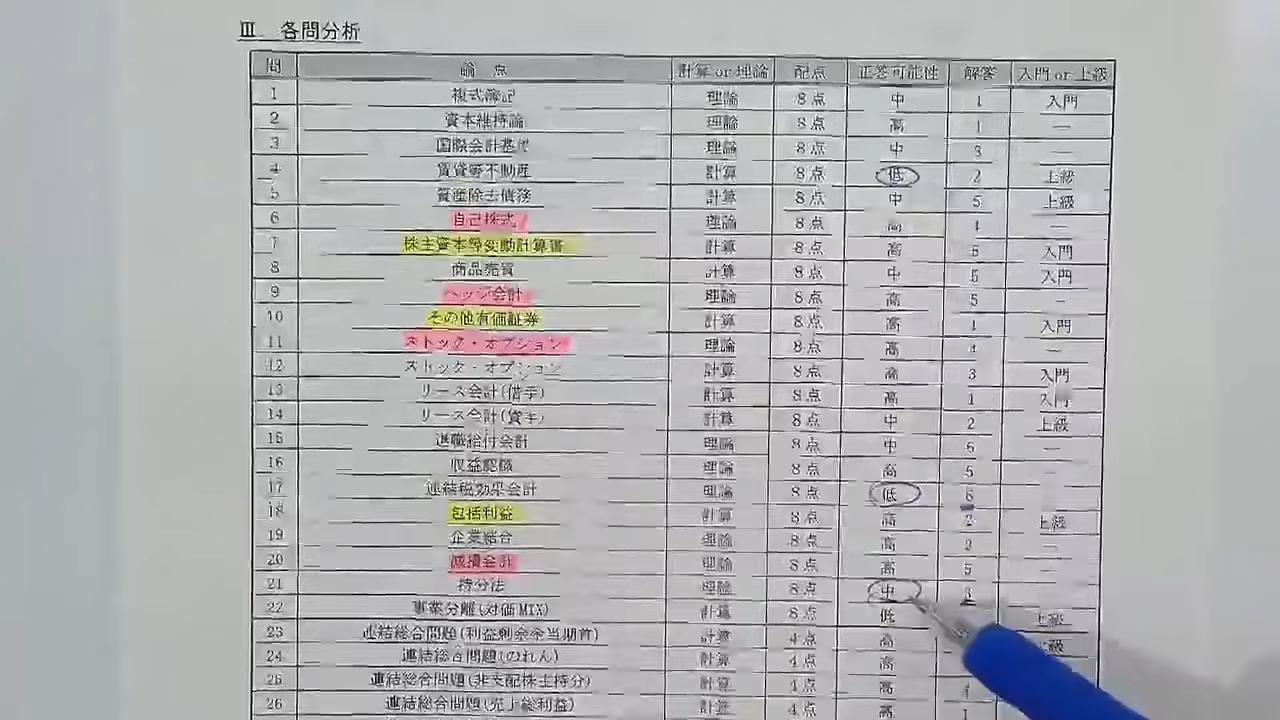 Ⅲ 各問分析
問 論点 計算 or 理論 配点 正答可能性 解答 入門 or 上級
1 複式簿記 理論 8点 中 1 入門
2 資本維持論 理論 8点 高 1 ―
3 国際会計基準 理論 8点 中 3 ―
4 賃貸等不動産 計算 8点 低 2 上級
5 資産除去債務 計算 8点 中 5 上級
6 自己株式 理論 8点 高 4 ―
7 株主資本等変動計算書 計算 8点 高 5 入門
8 商品売買 計算 8点 中 5 入門
9 ヘッジ会計 理論 8点 高 5 ―
10 その他有価証券 計算 8点 高 1 入門
11 ストック・オプション 理論 8点 高 4 ―
12 ストック・オプション 計算 8点 高 3 入門
13 リース会計(借手) 計算 8点 高 1 入門
14 リース会計(貸手) 計算 8点 中 2 上級
15 退職給付会計 理論 8点 中 6 ―
16 収益認識 理論 8点 高 5
17 連結税効果会計 理論 8点 低 6
18 包括利益 計算 8点 高 2 上級
19 企業結合 理論 8点 高 ―
20 減損会計 理論 8点 高 5
21 持分法 理論 8点 中 3
22 事業分離(対価MIX) 計算 8点 低 上級
23 連結総合問題(利益剰余金当期首) 計算 4点 高 上級
24 連結総合問題(のれん) 計算 4点 高
25 連結総合問題(非支配株主持分) 計算 4点 高
26 連結総合問題(売上総利益) 計算 4点 高 1